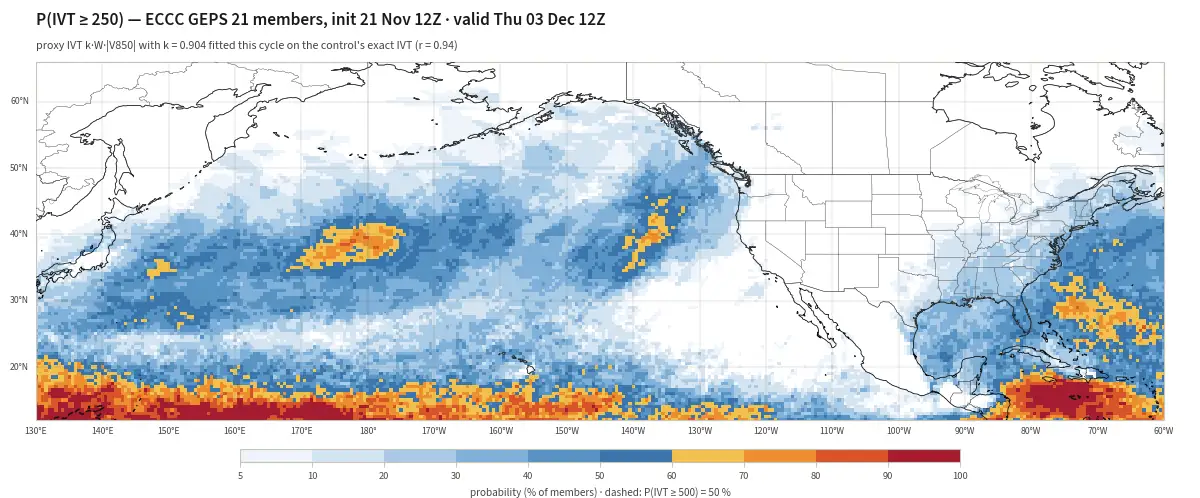 P(IVT ≥ 250) — ECCC GEPS 21 members, init 21 Nov 12Z · valid Thu 03 Dec 12Z
proxy IVT k·W·|V850| with k = 0.904 fitted this cycle on the control's exact IVT (r = 0.94)
60°N
50°N
40°N
30°N
20°N
130°E 140°E 150°E 160°E 170°E 180° 170°W 160°W 150°W 140°W 130°W 120°W 110°W 100°W 90°W 80°W 70°W 60°W
5 10 20 30 40 50 60 70 80 90 100
probability (% of members) · dashed: P(IVT ≥ 500) = 50 %